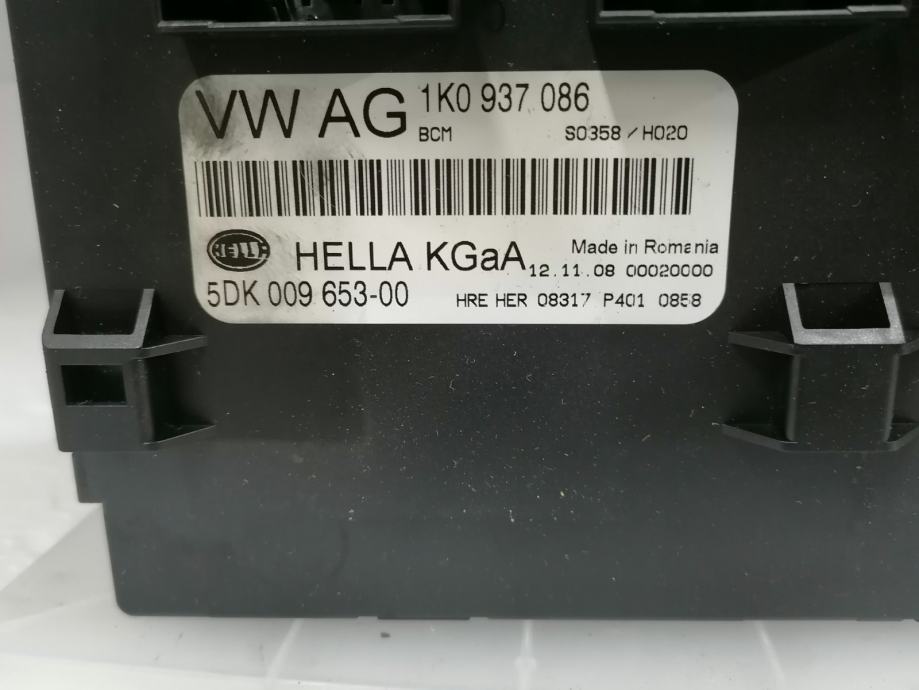 VW AG 1K0 937 086
BCM S0358 / H020
HELLA HELLA KGaA Made in Romania
12.11.08 00020000
5DK 009 653-00 HRE HER 08317 P401 0858